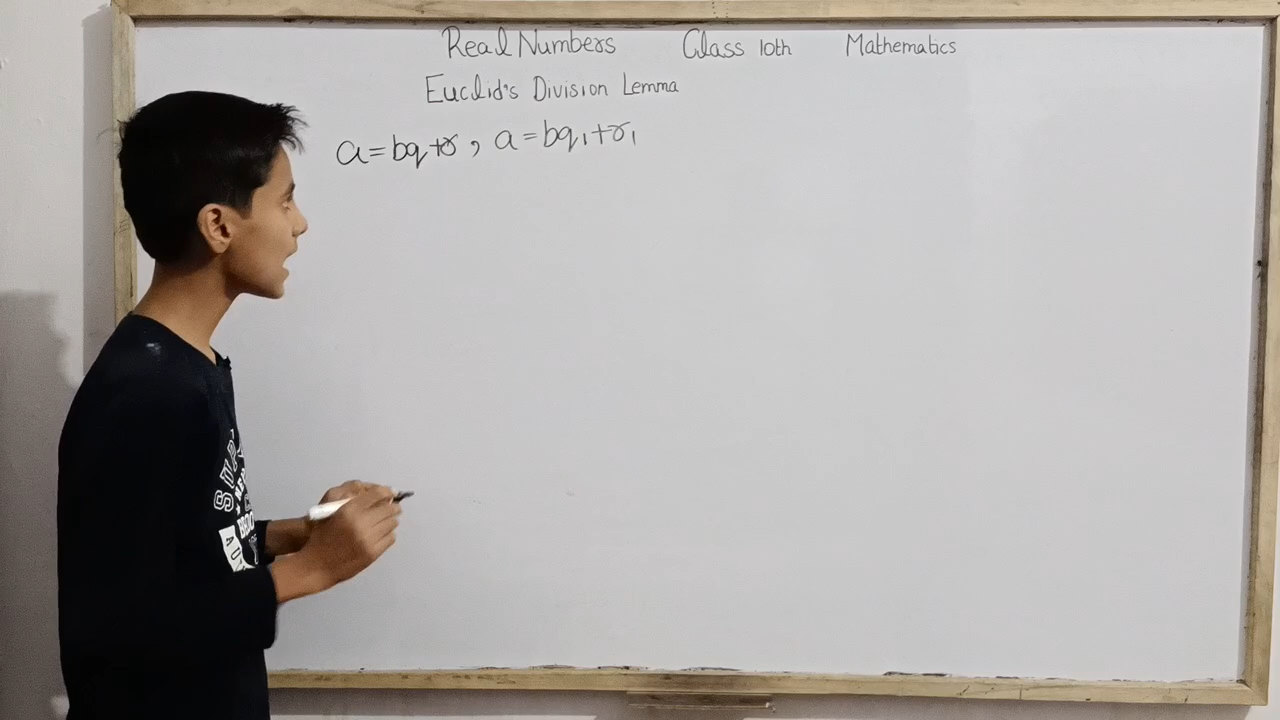 Real Numbers Class 10th Mathematics
Euclid's Division Lemma
a=bq+r, a=bq₁+r₁